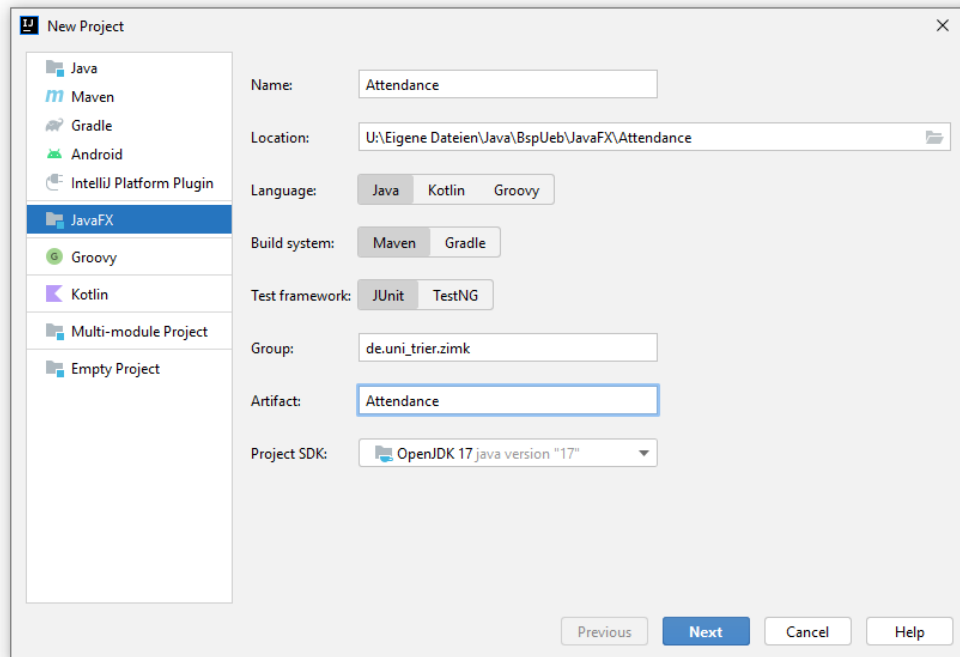 New Project
Java
Maven
Gradle
Android
IntelliJ Platform Plugin
JavaFX
Groovy
Kotlin
Multi-module Project
Empty Project
Name: Attendance
Location: U:\Eigene Dateien\Java\BspUeb\JavaFX\Attendance
Language: Java Kotlin Groovy
Build system: Maven Gradle
Test framework: JUnit TestNG
Group: de.uni_trier.zimk
Artifact: Attendance
Project SDK: OpenJDK 17 java version "17"
Previous Next Cancel Help